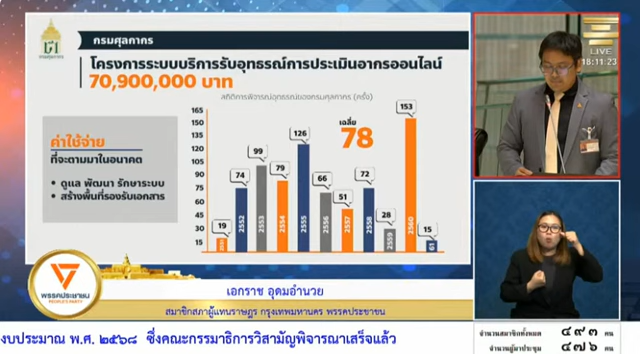 กรมศุลกากร
โครงการระบบบริการรับอุทธรณ์การประเมินอากรออนไลน์
70,900,000 บาท
สถิติการพิจารณ์อุทธรณ์ของกรมศุลกากร (ครั้ง)
ค่าใช้จ่าย
ที่จะตามมาในอนาคต
• ดูแล พัฒนา รักษาระบบ
• สร้างพื้นที่รองรับเอกสาร
เฉลี่ย
78
165
150
135
120
105
90
75
60
45
30
15
19
74
99
79
126
66
51
72
28
153
15
2552
2553
2554
2555
2556
2557
2558
2559
2560
61
LIVE
18:11:23
พรรคประชาชน
PEOPLE'S PARTY
เอกราช อุดมอำนวย
สมาชิกสภาผู้แทนราษฎร กรุงเทพมหานคร พรรคประชาชน
งบประมาณ พ.ศ. ๒๕๖๘ ซึ่งคณะกรรมาธิการวิสามัญพิจารณาเสร็จแล้ว
จำนวนสมาชิกทั้งหมด ๔๙๓ คน
จำนวนผู้มาประชุม ๔๗๖ คน